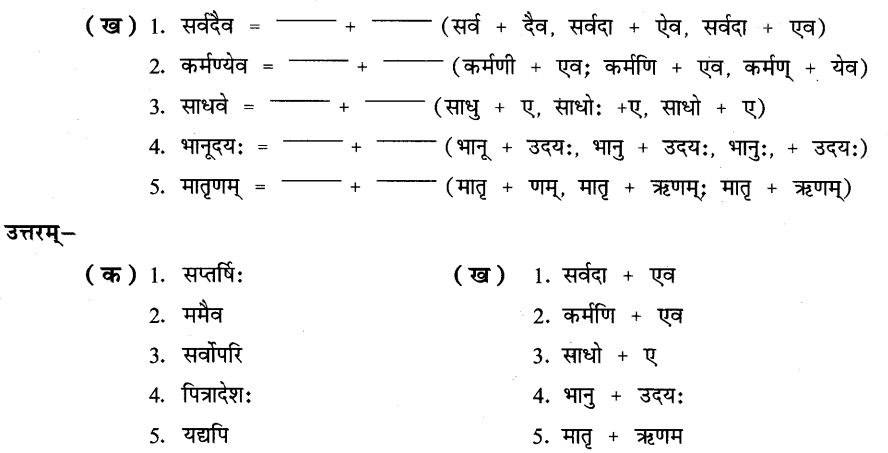 ( ख ) 1. सर्वदैव = ——— + ——— (सर्व + दैव, सर्वदा + ऐव, सर्वदा + एव)
2. कर्मण्येव = ——— + ——— (कर्मणी + एव; कर्मणि + एव, कर्मण् + येव)
3. साधवे = ——— + ——— (साधु + ए, साधोः +ए, साधो + ए)
4. भानूदयः = ——— + ——— (भानू + उदयः, भानु + उदयः, भानुः, + उदयः)
5. मातृणम् = ——— + ——— (मातृ + णम्, मातृ + ऋणम्; मातृ + ऋणम्)
उत्तरम्–
( क ) 1. सप्तर्षिः ( ख ) 1. सर्वदा + एव
2. ममैव 2. कर्मणि + एव
3. सर्वोपरि 3. साधो + ए
4. पित्रादेशः 4. भानु + उदयः
5. यद्यपि 5. मातृ + ऋणम